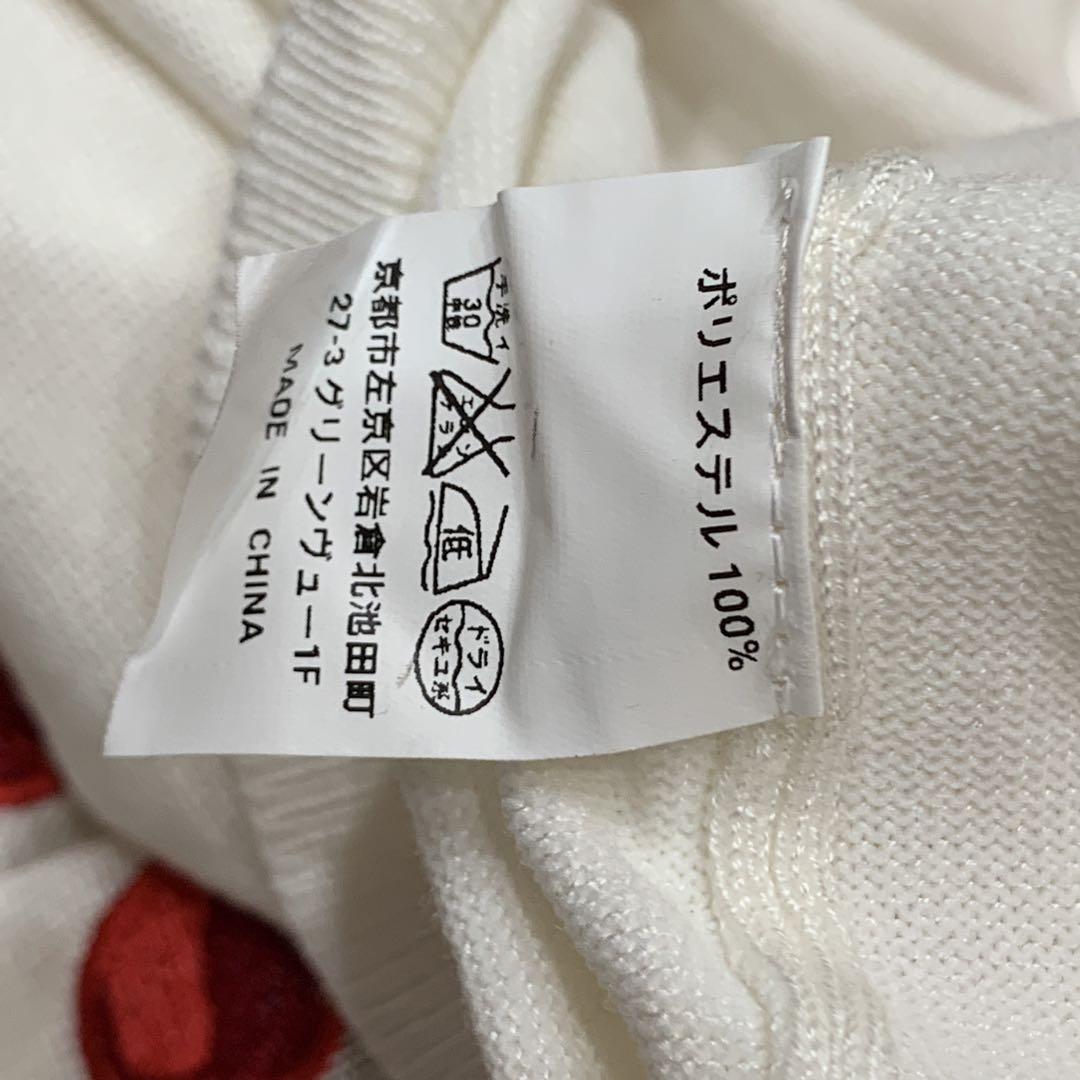 ポリエステル100%
手洗イ
30
中性
エンソ
サラシ
低
ドライ
セキユ系
京都市左京区岩倉北池田町
27-3グリーンヴュー1F
MADE IN CHINA